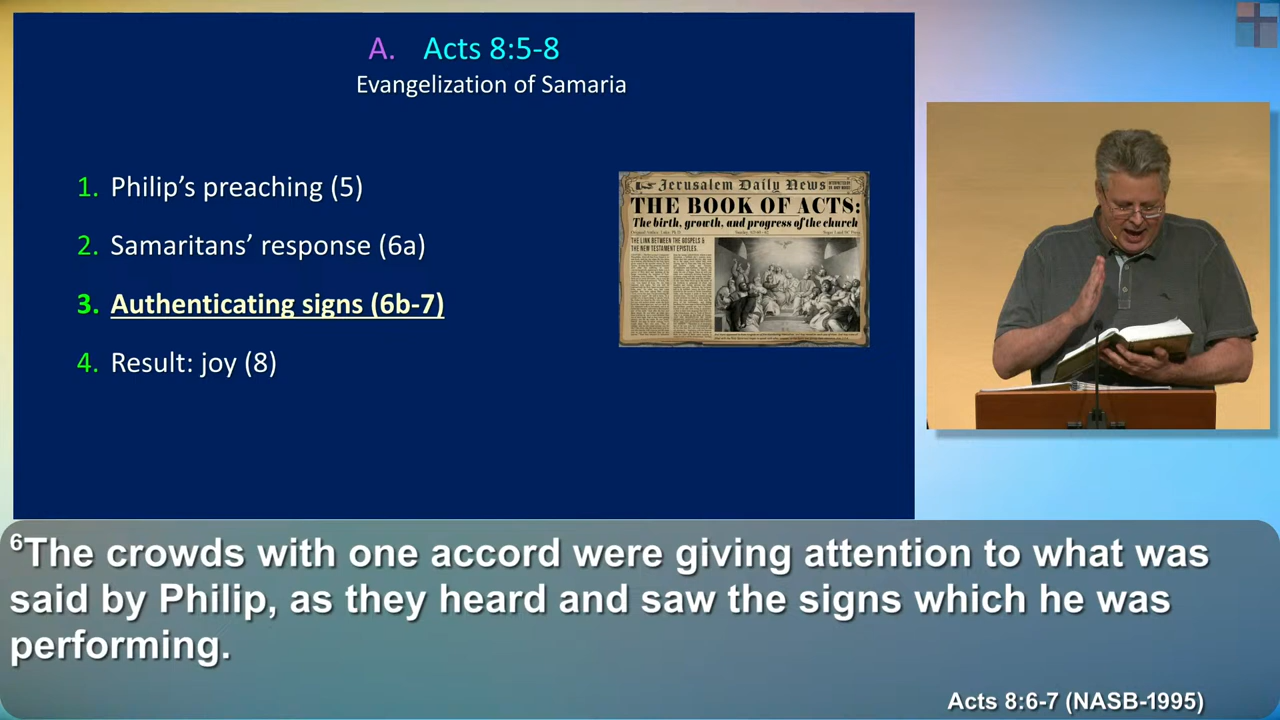 A. Acts 8:5-8
Evangelization of Samaria
1. Philip’s preaching (5)
2. Samaritans’ response (6a)
3. Authenticating signs (6b-7)
4. Result: joy (8)
Jerusalem Daily News
THE BOOK OF ACTS:
The birth, growth, and progress of the church
THE LINK BETWEEN THE GOSPELS &
THE NEW TESTAMENT EPISTLES.
6The crowds with one accord were giving attention to what was
said by Philip, as they heard and saw the signs which he was
performing.
Acts 8:6-7 (NASB-1995)